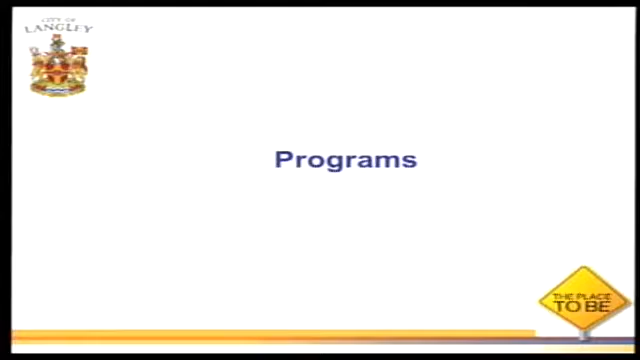 CITY OF
LANGLEY
Programs
THE PLACE
TO BE